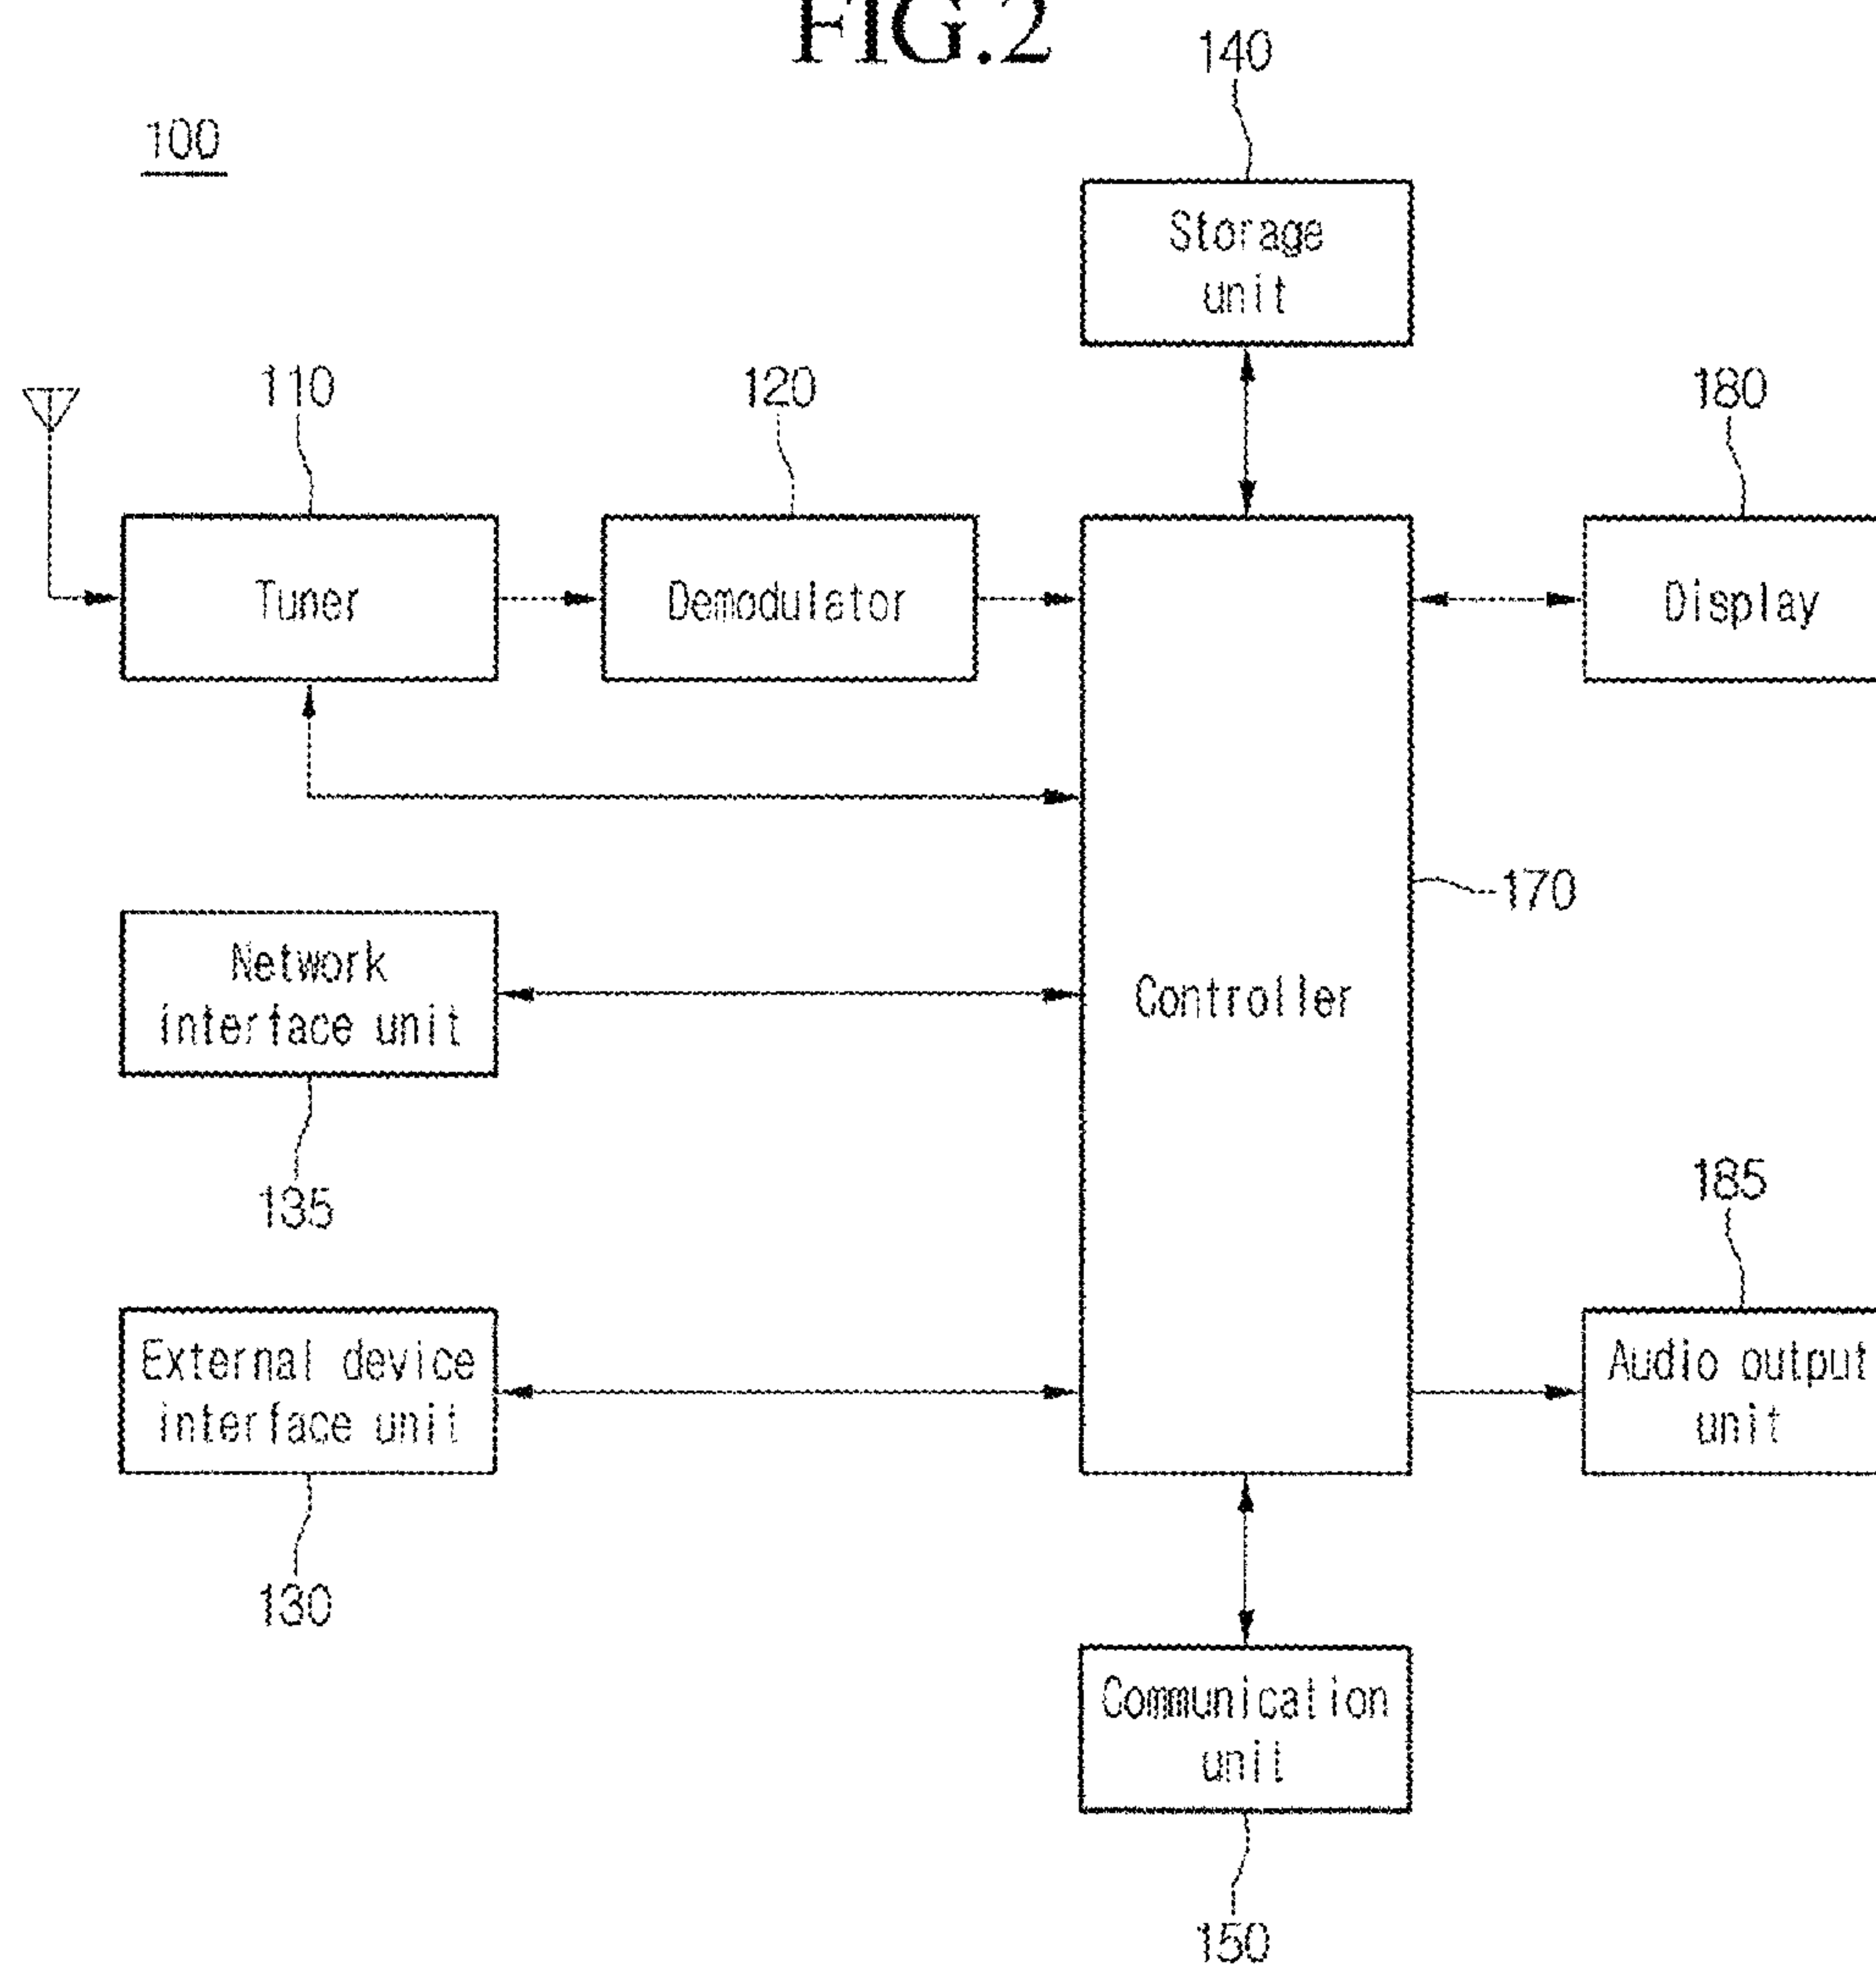 FIG.2
140
100
Storage
unit
110
120
180
Tuner
Demodulator
Display
170
Network
interface unit
Controller
135
185
External device
interface unit
Audio output
unit
130
Communication
unit
150